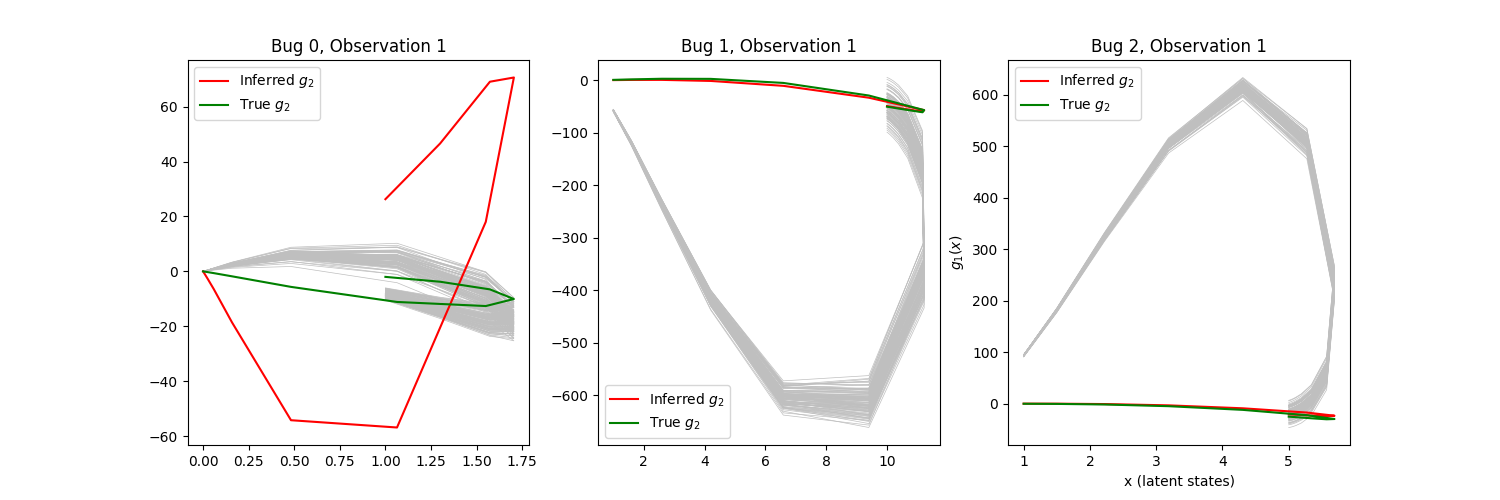 Bug 0, Observation 1
Inferred g₂
True g₂
60
40
20
0
−20
−40
−60
0.00 0.25 0.50 0.75 1.00 1.25 1.50 1.75
Bug 1, Observation 1
0
−100
−200
−300
−400
−500
−600
Inferred g₂
True g₂
2 4 6 8 10
Bug 2, Observation 1
Inferred g₂
True g₂
g₁(x)
600
500
400
300
200
100
0
1 2 3 4 5
x (latent states)